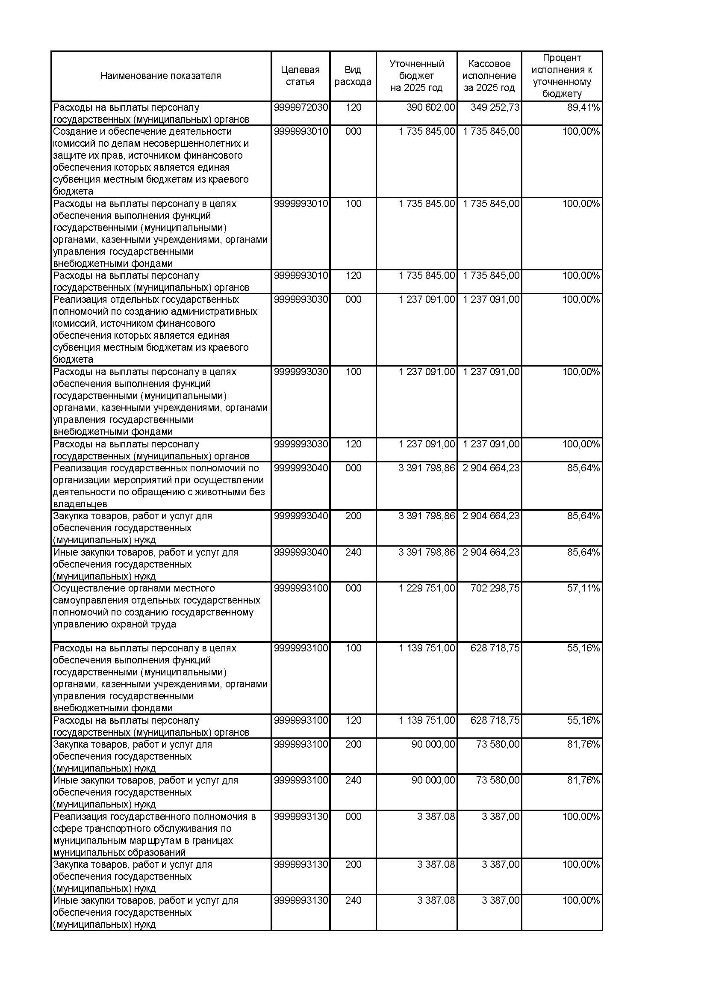 Наименование показателя
Целевая
статья
Вид
расхода
Уточненный
бюджет
на 2025 год
Кассовое
исполнение
за 2025 год
Процент
исполнения к
уточненному
бюджету
Расходы на выплаты персоналу 9999972030 120 390 602,00 349 252,73 89,41%
государственных (муниципальных) органов
Создание и обеспечение деятельности 9999993010 000 1 735 845,00 1 735 845,00 100,00%
комиссий по делам несовершеннолетних и
защите их прав, источником финансового
обеспечения которых является единая
субвенция местным бюджетам из краевого
бюджета
Расходы на выплаты персоналу в целях 9999993010 100 1 735 845,00 1 735 845,00 100,00%
обеспечения выполнения функций
государственными (муниципальными)
органами, казенными учреждениями, органами
управления государственными
внебюджетными фондами
Расходы на выплаты персоналу 9999993010 120 1 735 845,00 1 735 845,00 100,00%
государственных (муниципальных) органов
Реализация отдельных государственных 9999993030 000 1 237 091,00 1 237 091,00 100,00%
полномочий по созданию административных
комиссий, источником финансового
обеспечения которых является единая
субвенция местным бюджетам из краевого
бюджета
Расходы на выплаты персоналу в целях 9999993030 100 1 237 091,00 1 237 091,00 100,00%
обеспечения выполнения функций
государственными (муниципальными)
органами, казенными учреждениями, органами
управления государственными
внебюджетными фондами
Расходы на выплаты персоналу 9999993030 120 1 237 091,00 1 237 091,00 100,00%
государственных (муниципальных) органов
Реализация государственных полномочий по 9999993040 000 3 391 798,86 2 904 664,23 85,64%
организации мероприятий при осуществлении
деятельности по обращению с животными без
владельцев
Закупка товаров, работ и услуг для 9999993040 200 3 391 798,86 2 904 664,23 85,64%
обеспечения государственных
(муниципальных) нужд
Иные закупки товаров, работ и услуг для 9999993040 240 3 391 798,86 2 904 664,23 85,64%
обеспечения государственных
(муниципальных) нужд
Осуществление органами местного 9999993100 000 1 229 751,00 702 298,75 57,11%
самоуправления отдельных государственных
полномочий по созданию государственному
управлению охраной труда
Расходы на выплаты персоналу в целях 9999993100 100 1 139 751,00 628 718,75 55,16%
обеспечения выполнения функций
государственными (муниципальными)
органами, казенными учреждениями, органами
управления государственными
внебюджетными фондами
Расходы на выплаты персоналу 9999993100 120 1 139 751,00 628 718,75 55,16%
государственных (муниципальных) органов
Закупка товаров, работ и услуг для 9999993100 200 90 000,00 73 580,00 81,76%
обеспечения государственных
(муниципальных) нужд
Иные закупки товаров, работ и услуг для 9999993100 240 90 000,00 73 580,00 81,76%
обеспечения государственных
(муниципальных) нужд
Реализация государственного полномочия в 9999993130 000 3 387,08 3 387,00 100,00%
сфере транспортного обслуживания по
муниципальным маршрутам в границах
муниципальных образований
Закупка товаров, работ и услуг для 9999993130 200 3 387,08 3 387,00 100,00%
обеспечения государственных
(муниципальных) нужд
Иные закупки товаров, работ и услуг для 9999993130 240 3 387,08 3 387,00 100,00%
обеспечения государственных
(муниципальных) нужд